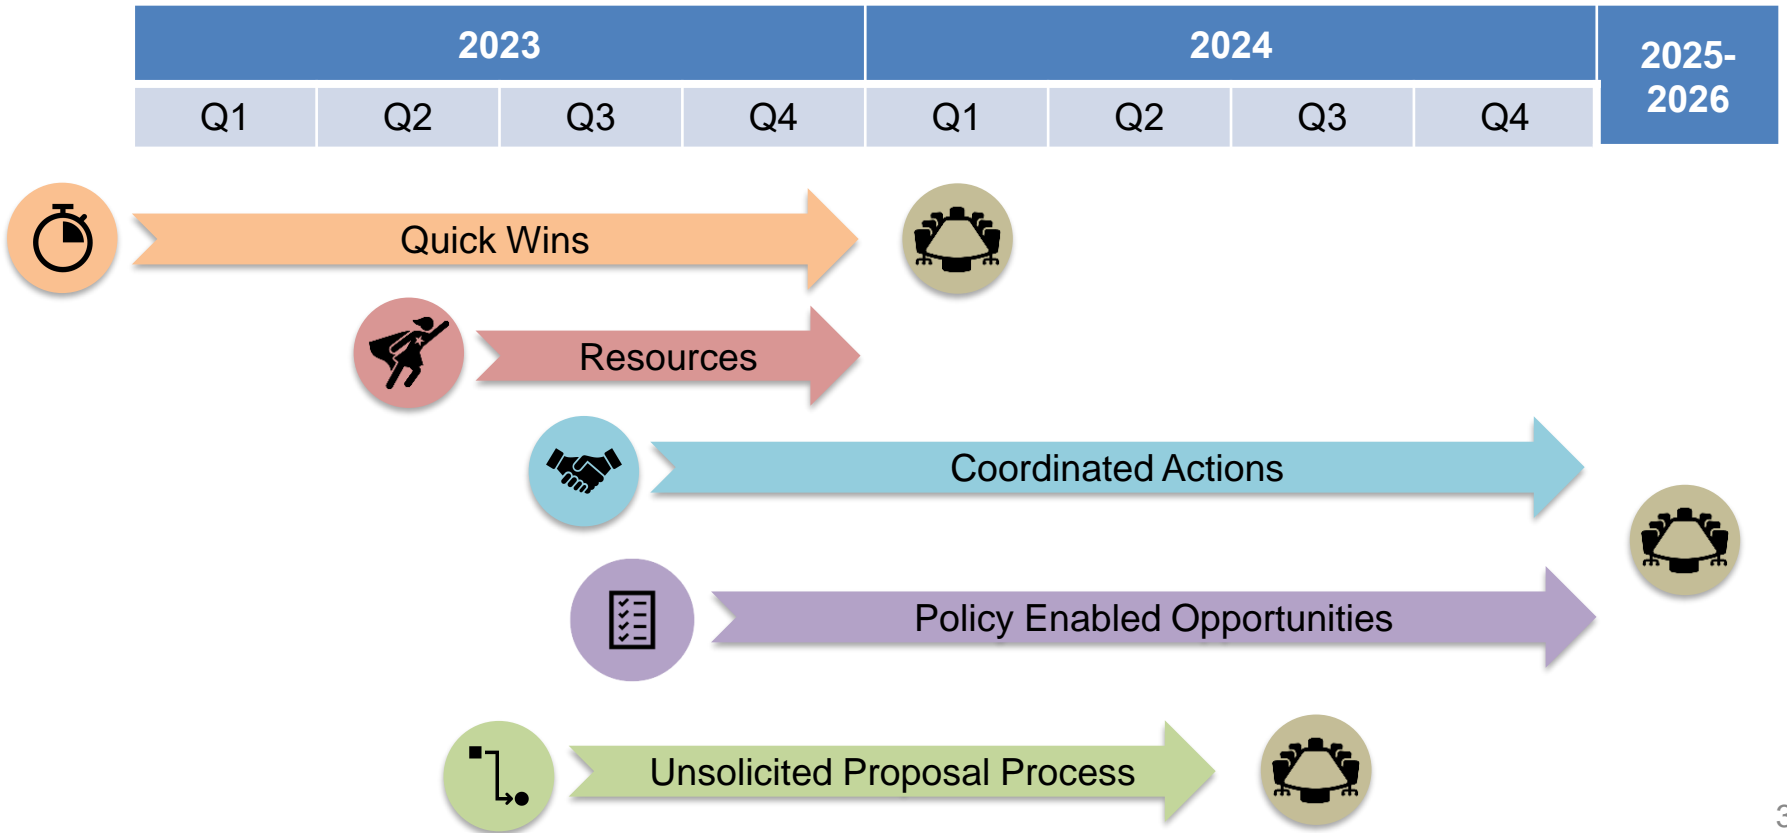 2023
2024
2025-
2026
Q1
Q2
Q3
Q4
Q1
Q2
Q3
Q4
Quick Wins
Resources
Coordinated Actions
Policy Enabled Opportunities
Unsolicited Proposal Process
3